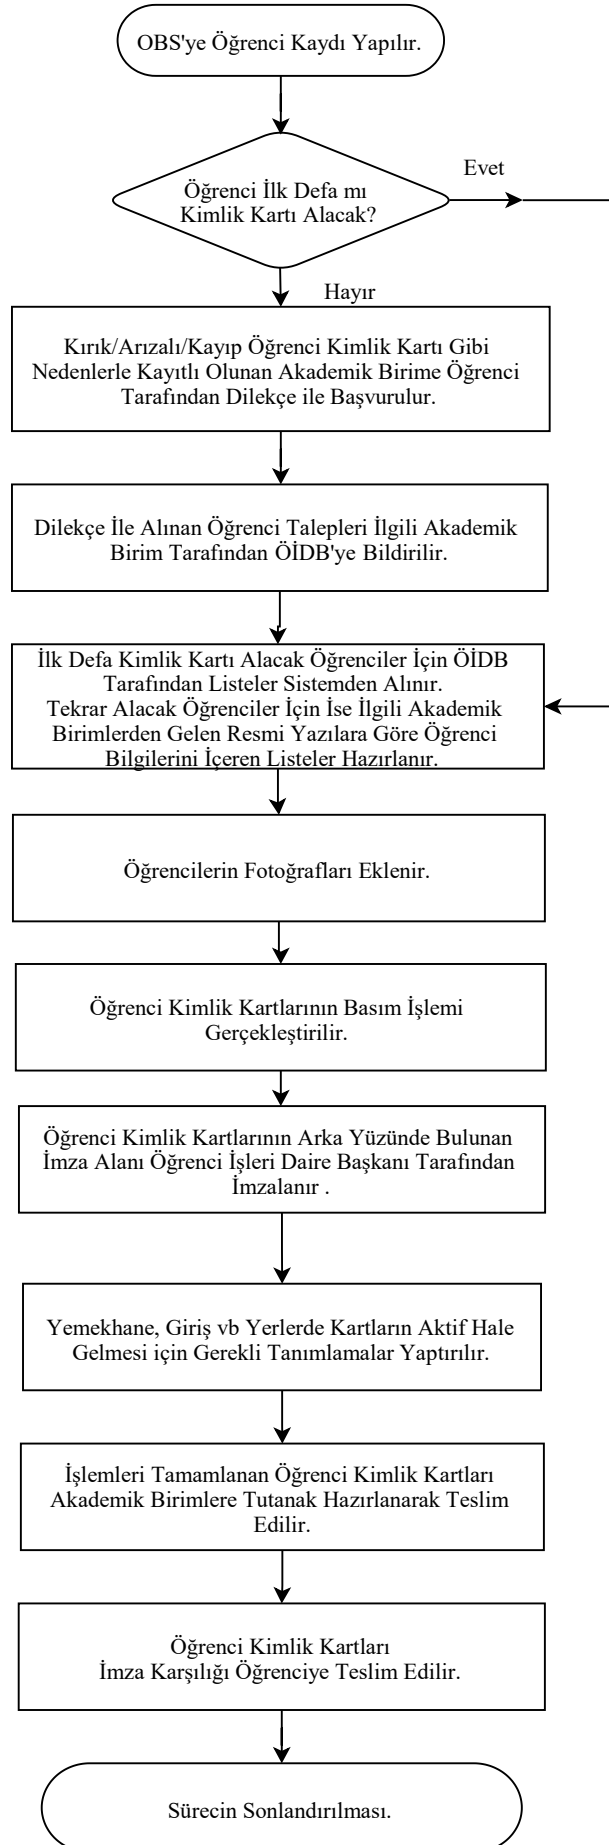 OBS'ye Öğrenci Kaydı Yapılır.
Öğrenci İlk Defa mı
Kimlik Kartı Alacak?
Evet
Hayır
Kırık/Arızalı/Kayıp Öğrenci Kimlik Kartı Gibi
Nedenlerle Kayıtlı Olunan Akademik Birime Öğrenci
Tarafından Dilekçe ile Başvurulur.
Dilekçe İle Alınan Öğrenci Talepleri İlgili Akademik
Birim Tarafından ÖİDB'ye Bildirilir.
İlk Defa Kimlik Kartı Alacak Öğrenciler İçin ÖİDB
Tarafından Listeler Sistemden Alınır.
Tekrar Alacak Öğrenciler İçin İse İlgili Akademik
Birimlerden Gelen Resmi Yazılara Göre Öğrenci
Bilgilerini İçeren Listeler Hazırlanır.
Öğrencilerin Fotoğrafları Eklenir.
Öğrenci Kimlik Kartlarının Basım İşlemi
Gerçekleştirilir.
Öğrenci Kimlik Kartlarının Arka Yüzünde Bulunan
İmza Alanı Öğrenci İşleri Daire Başkanı Tarafından
İmzalanır .
Yemekhane, Giriş vb Yerlerde Kartların Aktif Hale
Gelmesi için Gerekli Tanımlamalar Yaptırılır.
İşlemleri Tamamlanan Öğrenci Kimlik Kartları
Akademik Birimlere Tutanak Hazırlanarak Teslim
Edilir.
Öğrenci Kimlik Kartları
İmza Karşılığı Öğrenciye Teslim Edilir.
Sürecin Sonlandırılması.